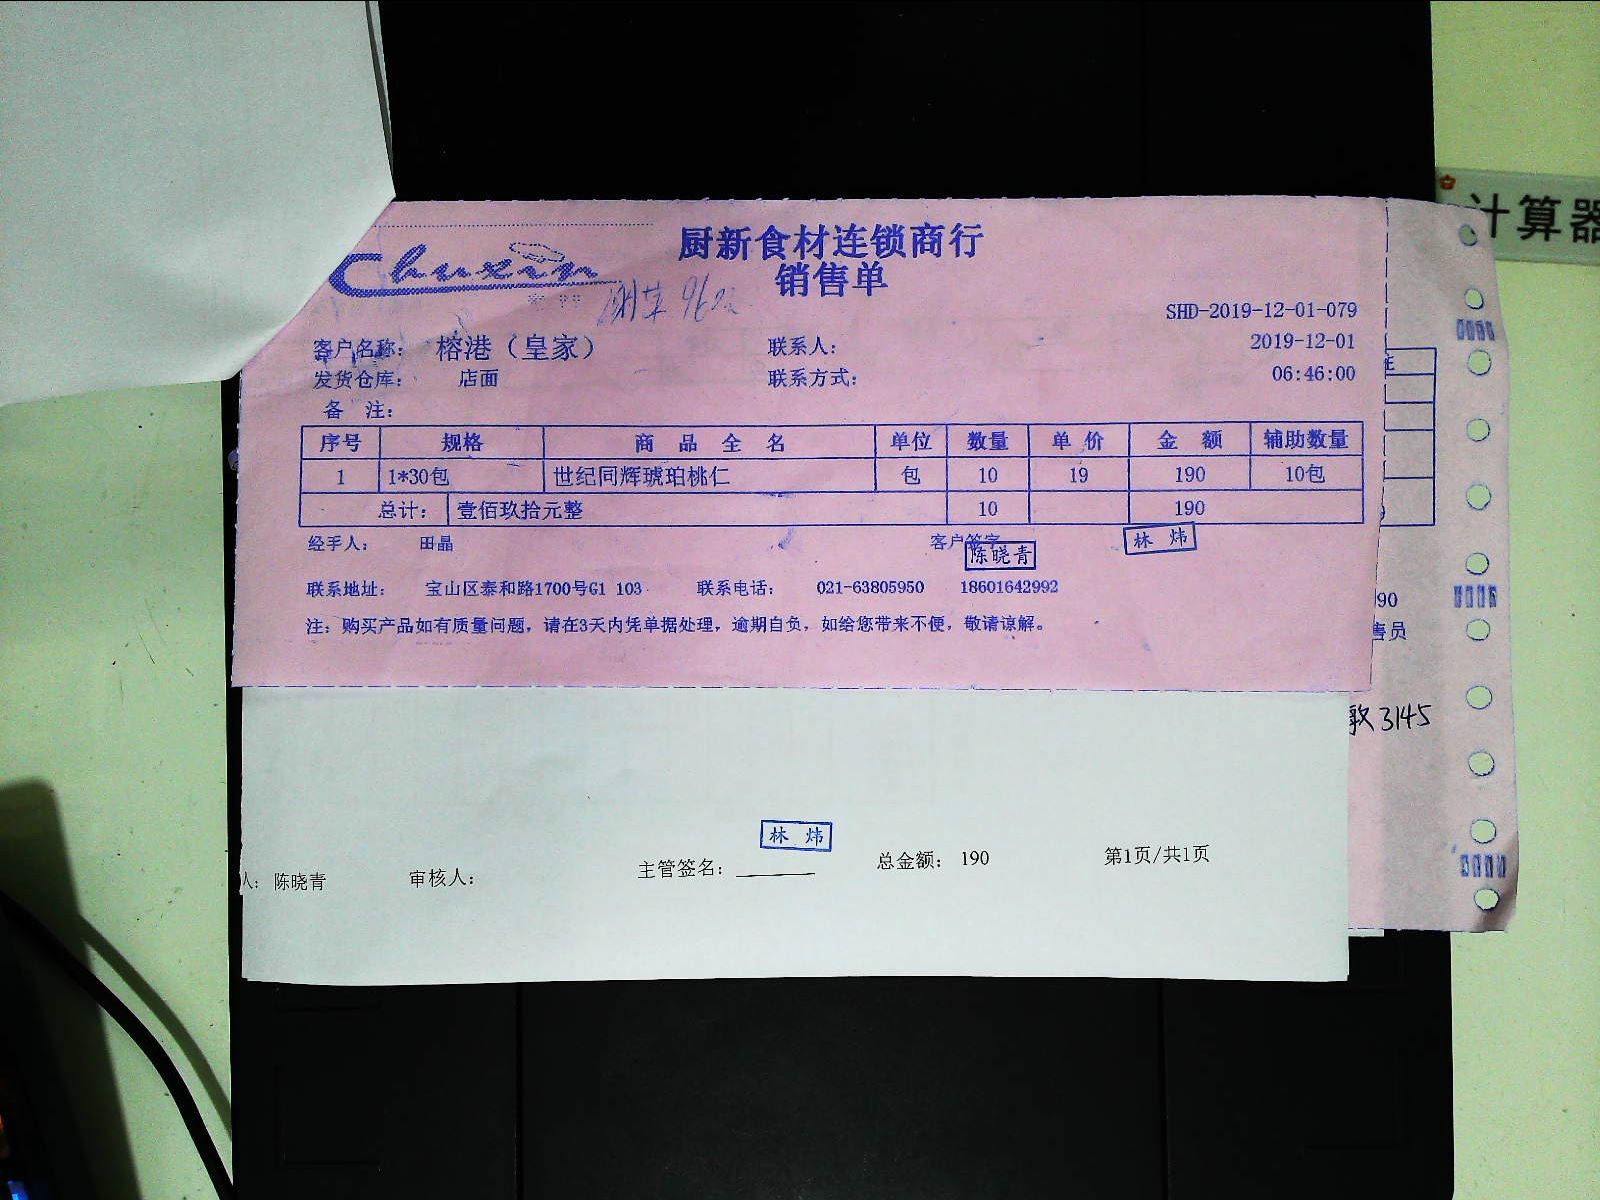 计算器
Chuxin
厨新食材连锁商行
销售单
SHD-2019-12-01-079
客户名称： 榕港（皇家） 联系人： 2019-12-01
发货仓库： 店面 联系方式： 06:46:00
备 注：
序号 规格 商 品 全 名 单位 数量 单 价 金 额 辅助数量
1 1*30包 世纪同辉琥珀桃仁 包 10 19 190 10包
总计： 壹佰玖拾元整 10 190
经手人： 田晶 客户签字
陈晓青
林 炜
联系地址： 宝山区泰和路1700号G1 103 联系电话： 021-63805950 18601642992
注：购买产品如有质量问题，请在3天内凭单据处理，逾期自负，如给您带来不便，敬请谅解。
90
售员
3145
林 炜
人：陈晓青 审核人： 主管签名： 总金额： 190 第1页/共1页